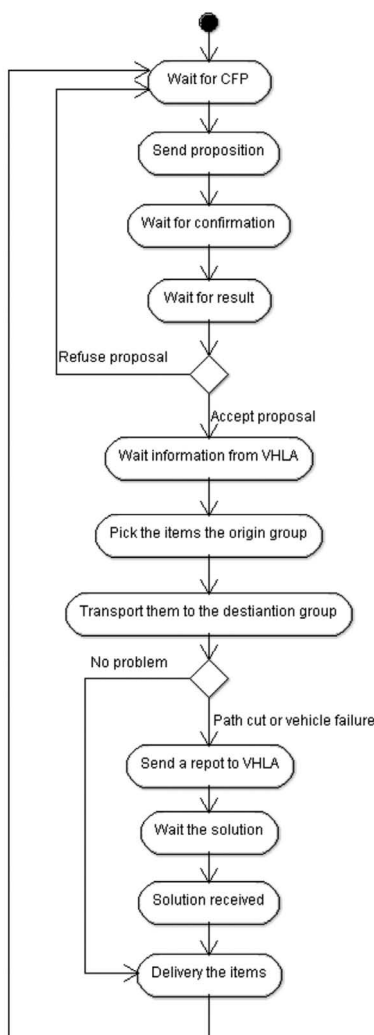 Wait for CFP
Send proposition
Wait for confirmation
Wait for result
Refuse proposal
Accept proposal
Wait information from VHLA
Pick the items the origin group
Transport them to the destiantion group
No problem
Path cut or vehicle failure
Send a repot to VHLA
Wait the solution
Solution received
Delivery the items